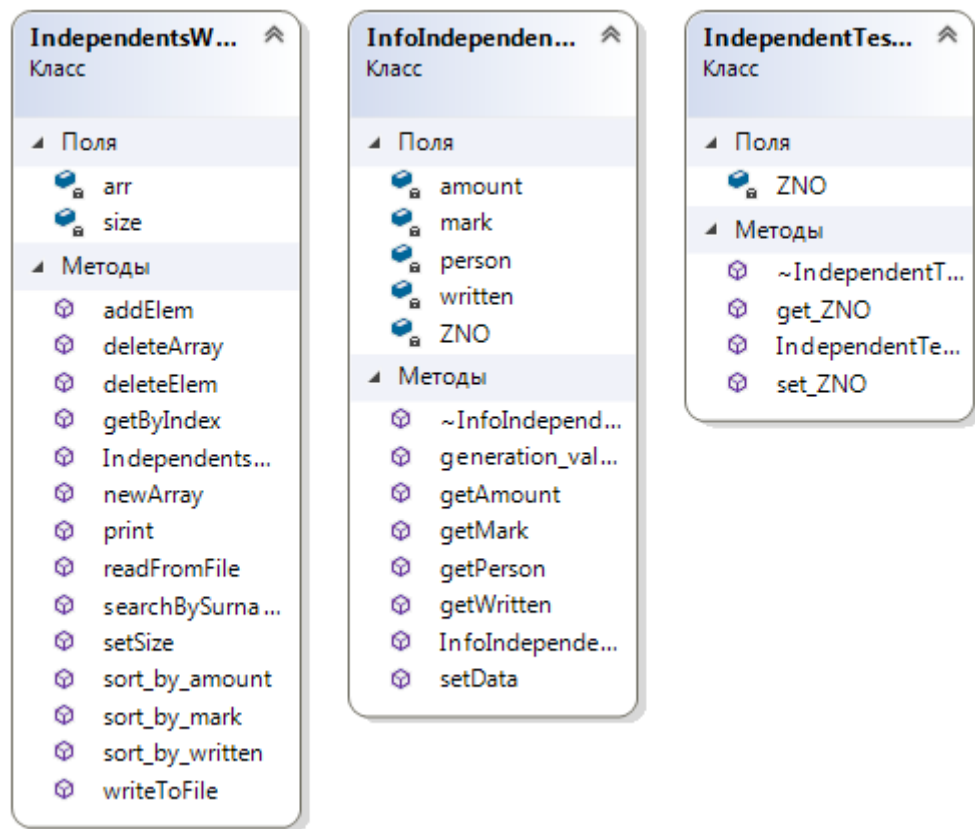 IndependentsW...
Класс
Поля
arr
size
Методы
addElem
deleteArray
deleteElem
getByIndex
Independents...
newArray
print
readFromFile
searchBySurna...
setSize
sort_by_amount
sort_by_mark
sort_by_written
writeToFile
InfoIndependen...
Класс
Поля
amount
mark
person
written
ZNO
Методы
~InfoIndepend...
generation_val...
getAmount
getMark
getPerson
getWritten
InfoIndepende...
setData
IndependentTes...
Класс
Поля
ZNO
Методы
~IndependentT...
get_ZNO
IndependentTe...
set_ZNO